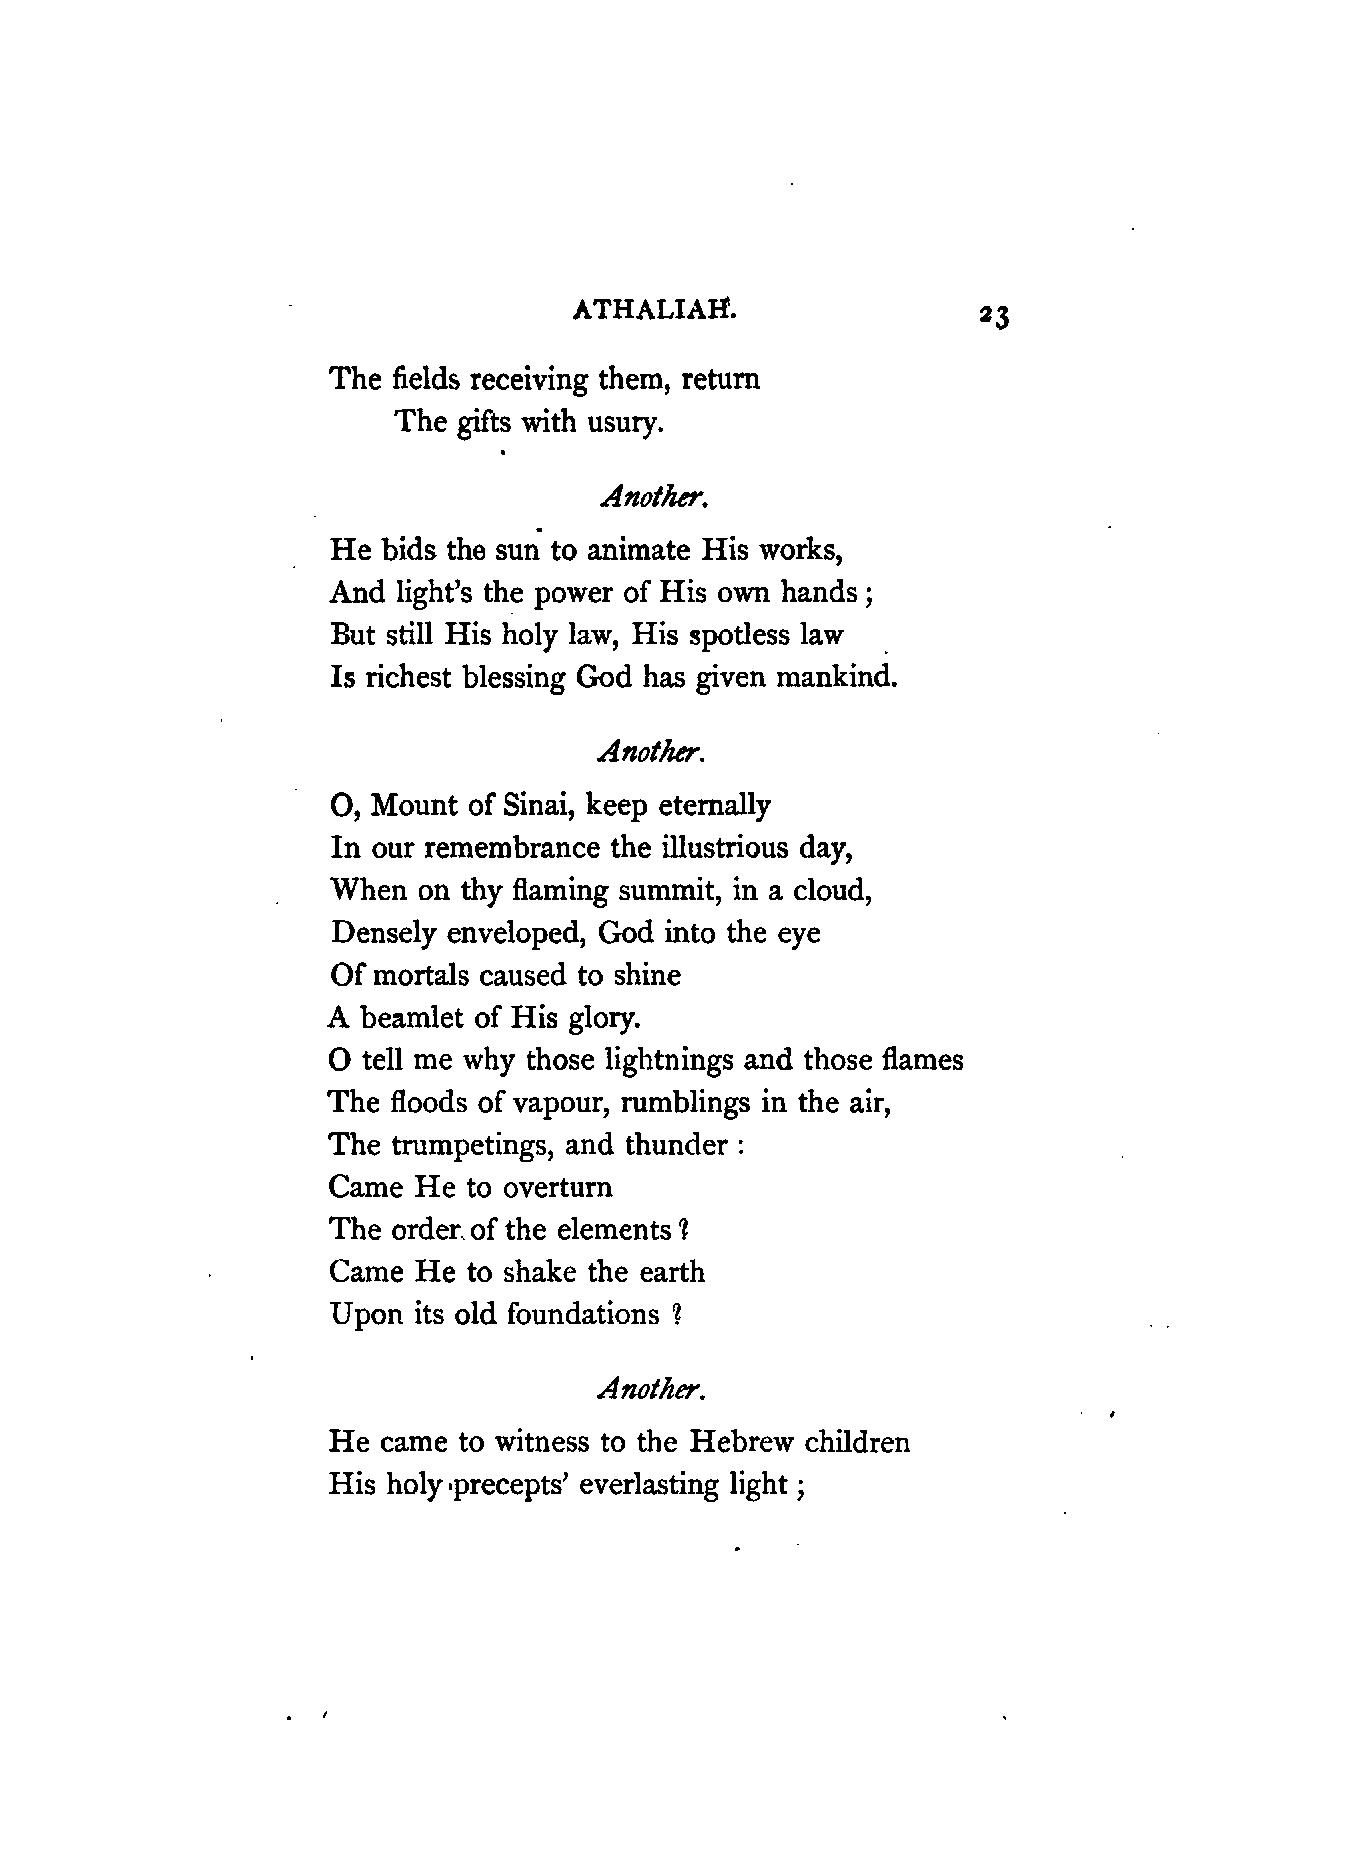 ATHALIAH. 23
The fields receiving them, return
The gifts with usury.
Another.
He bids the sun to animate His works,
And light's the power of His own hands ;
But still His holy law, His spotless law
Is richest blessing God has given mankind.
Another.
O, Mount of Sinai, keep eternally
In our remembrance the illustrious day,
When on thy flaming summit, in a cloud,
Densely enveloped, God into the eye
Of mortals caused to shine
A beamlet of His glory.
O tell me why those lightnings and those flames
The floods of vapour, rumblings in the air,
The trumpetings, and thunder :
Came He to overturn
The order of the elements ?
Came He to shake the earth
Upon its old foundations ?
Another.
He came to witness to the Hebrew children
His holy precepts' everlasting light ;